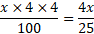 x × 4 × 4 / 100 = 4x / 25